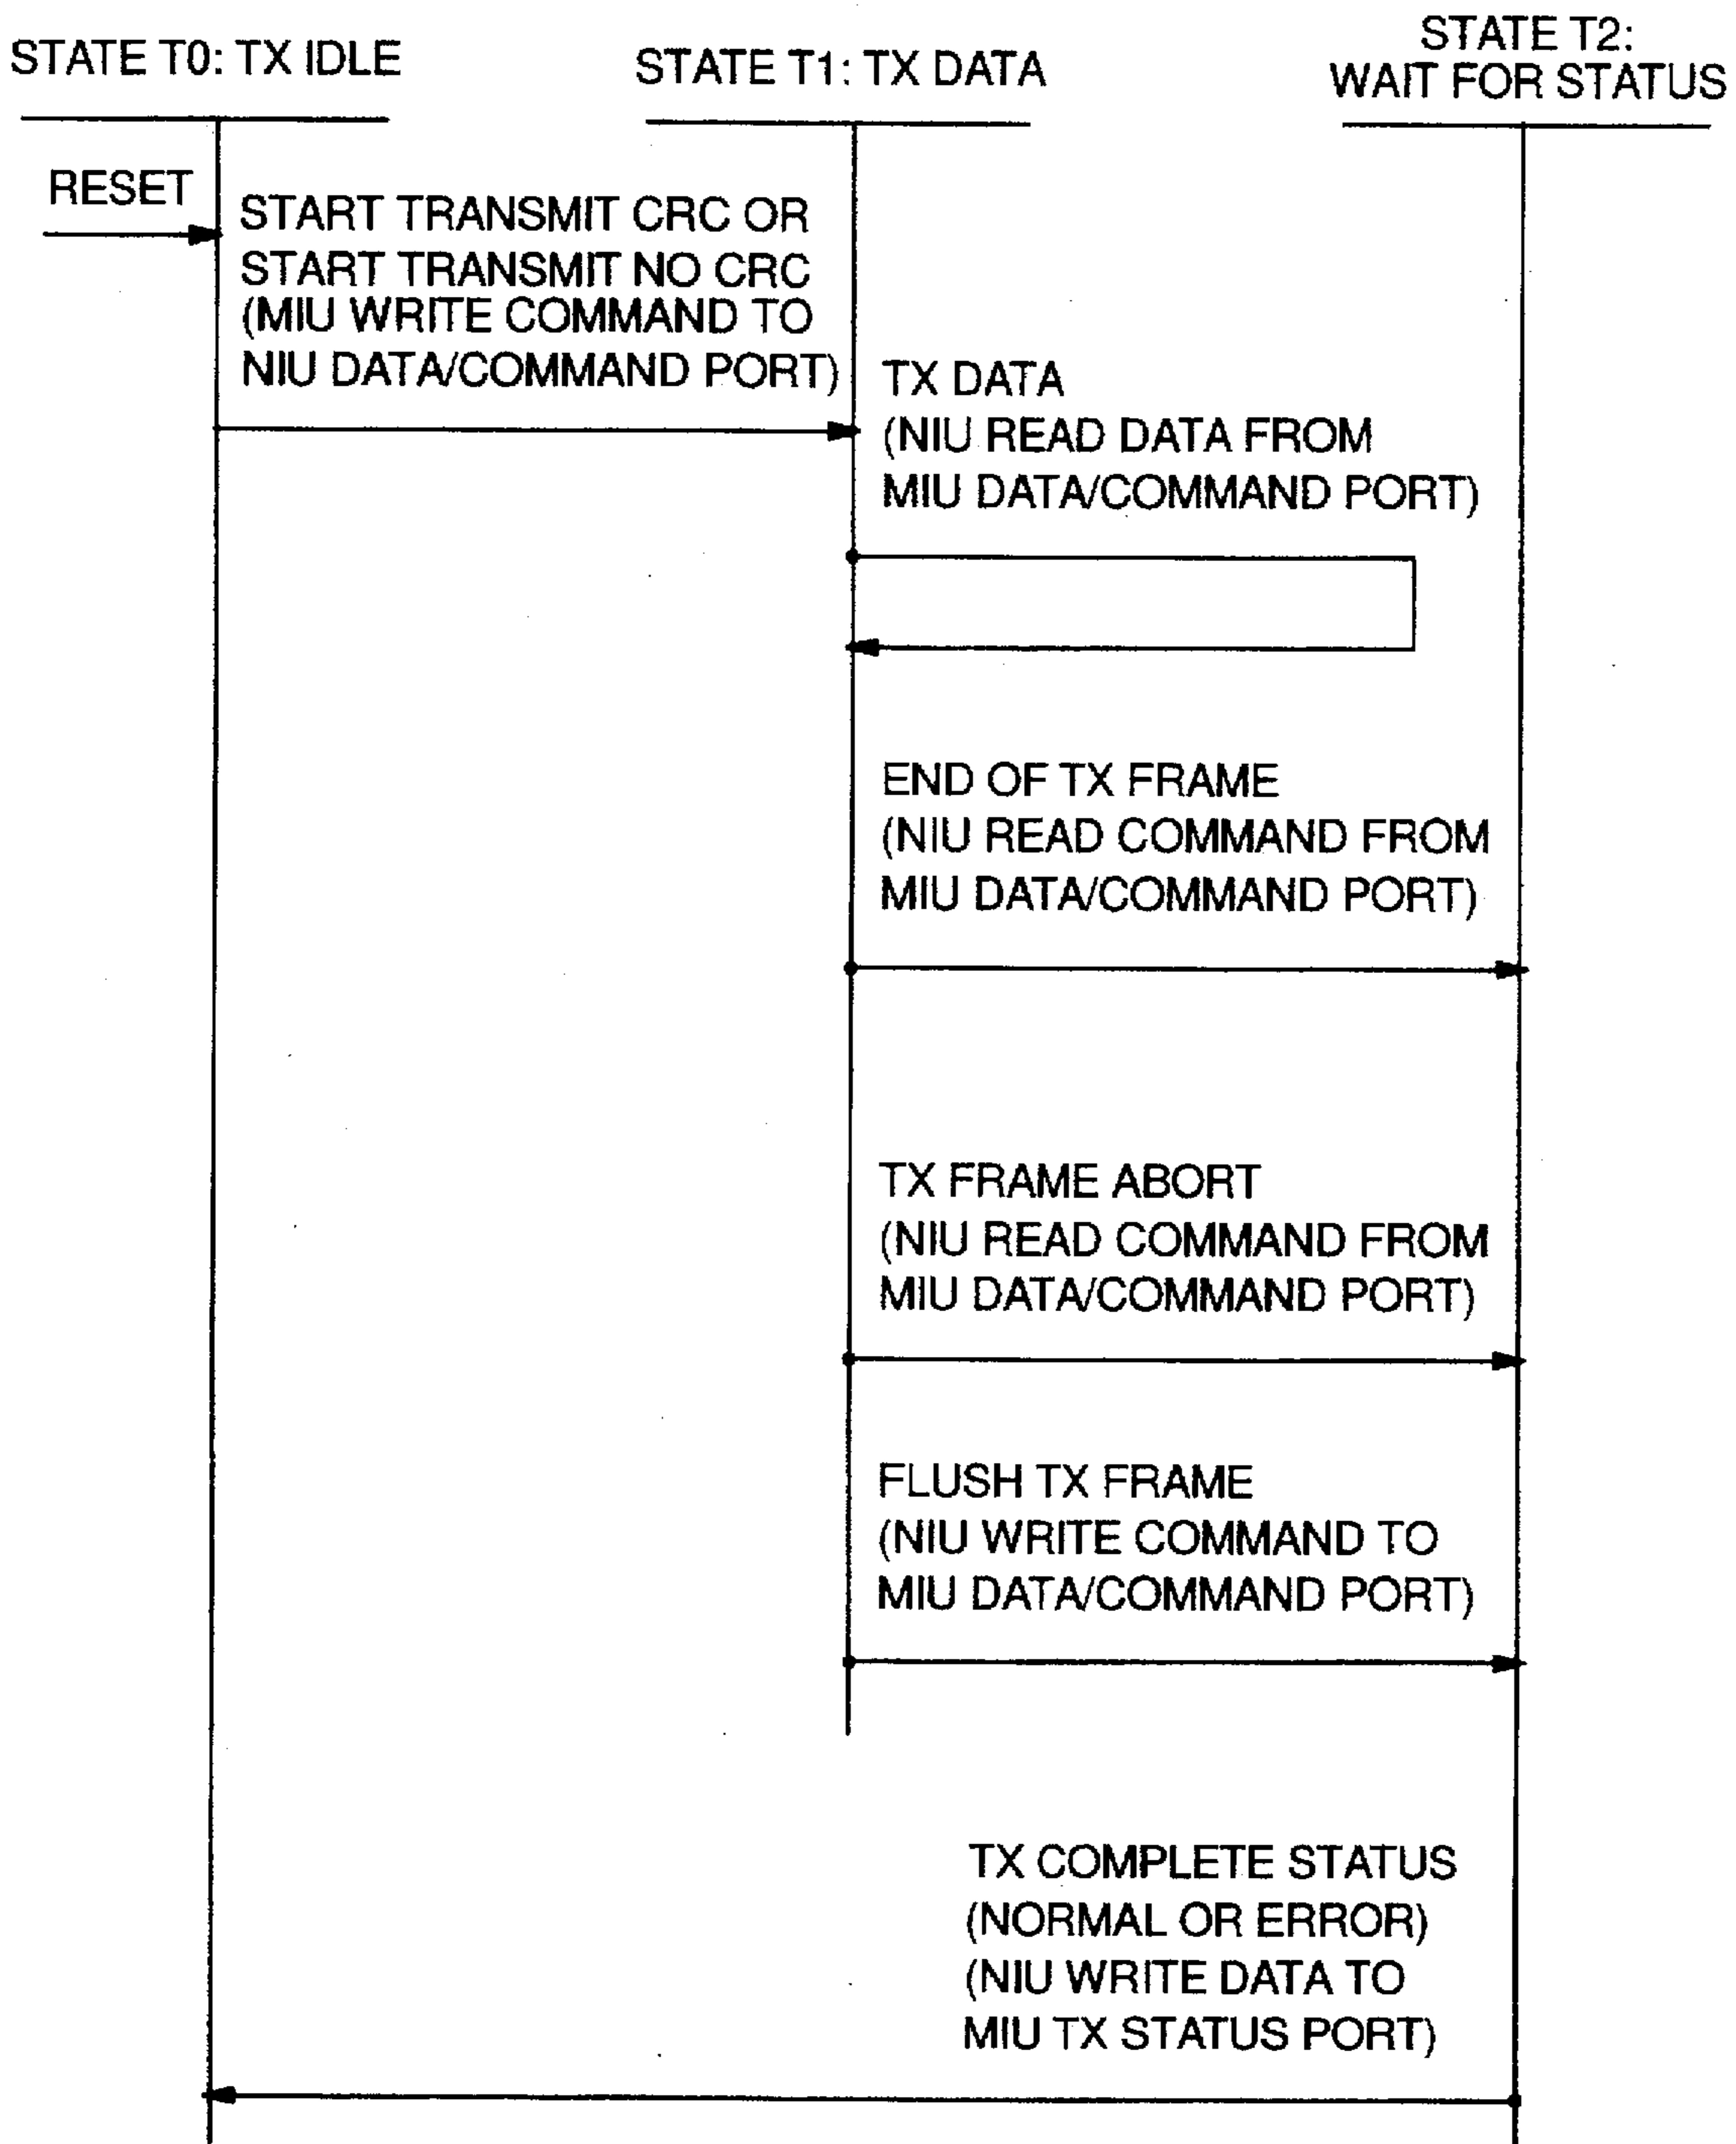 STATE T0: TX IDLE
STATE T1: TX DATA
STATE T2:
WAIT FOR STATUS
RESET
START TRANSMIT CRC OR
START TRANSMIT NO CRC
(MIU WRITE COMMAND TO
NIU DATA/COMMAND PORT)
TX DATA
(NIU READ DATA FROM
MIU DATA/COMMAND PORT)
END OF TX FRAME
(NIU READ COMMAND FROM
MIU DATA/COMMAND PORT)
TX FRAME ABORT
(NIU READ COMMAND FROM
MIU DATA/COMMAND PORT)
FLUSH TX FRAME
(NIU WRITE COMMAND TO
MIU DATA/COMMAND PORT)
TX COMPLETE STATUS
(NORMAL OR ERROR)
(NIU WRITE DATA TO
MIU TX STATUS PORT)